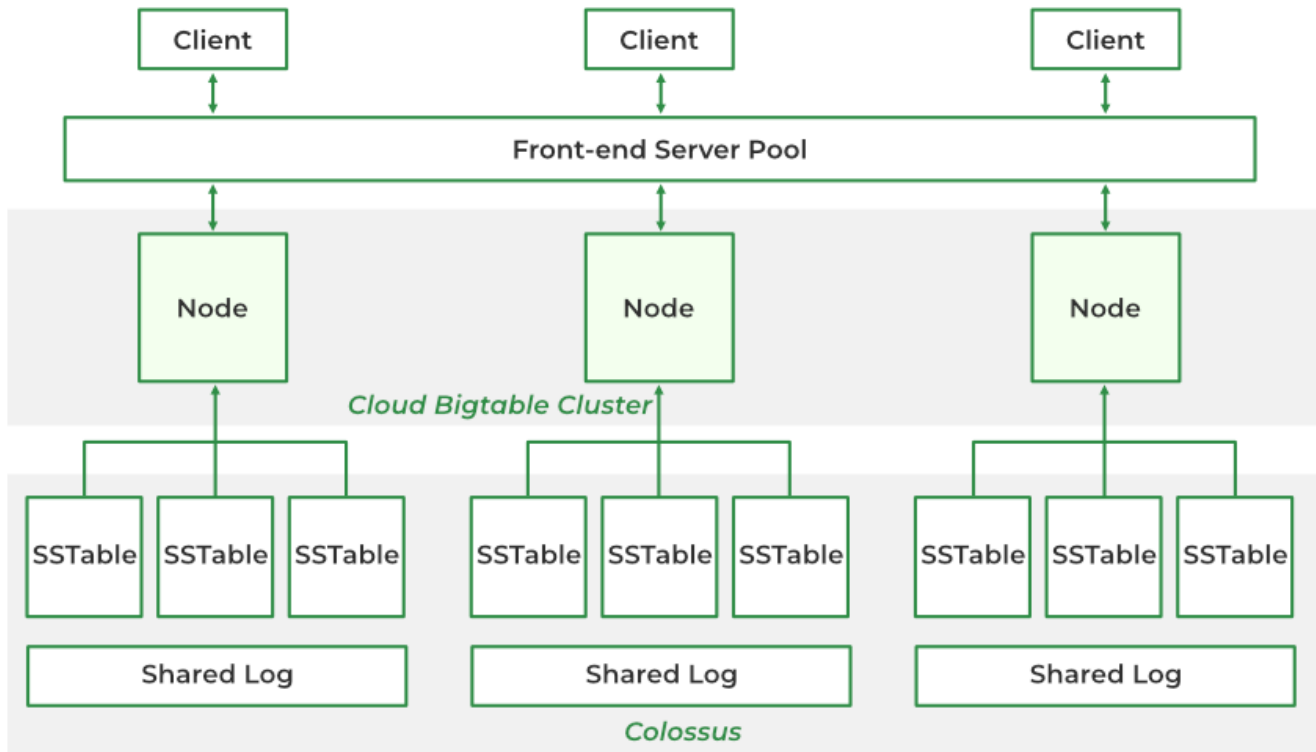 Client Client Client
Front-end Server Pool
Node Node Node
Cloud Bigtable Cluster
SSTable SSTable SSTable SSTable SSTable SSTable SSTable SSTable SSTable
Shared Log Shared Log Shared Log
Colossus